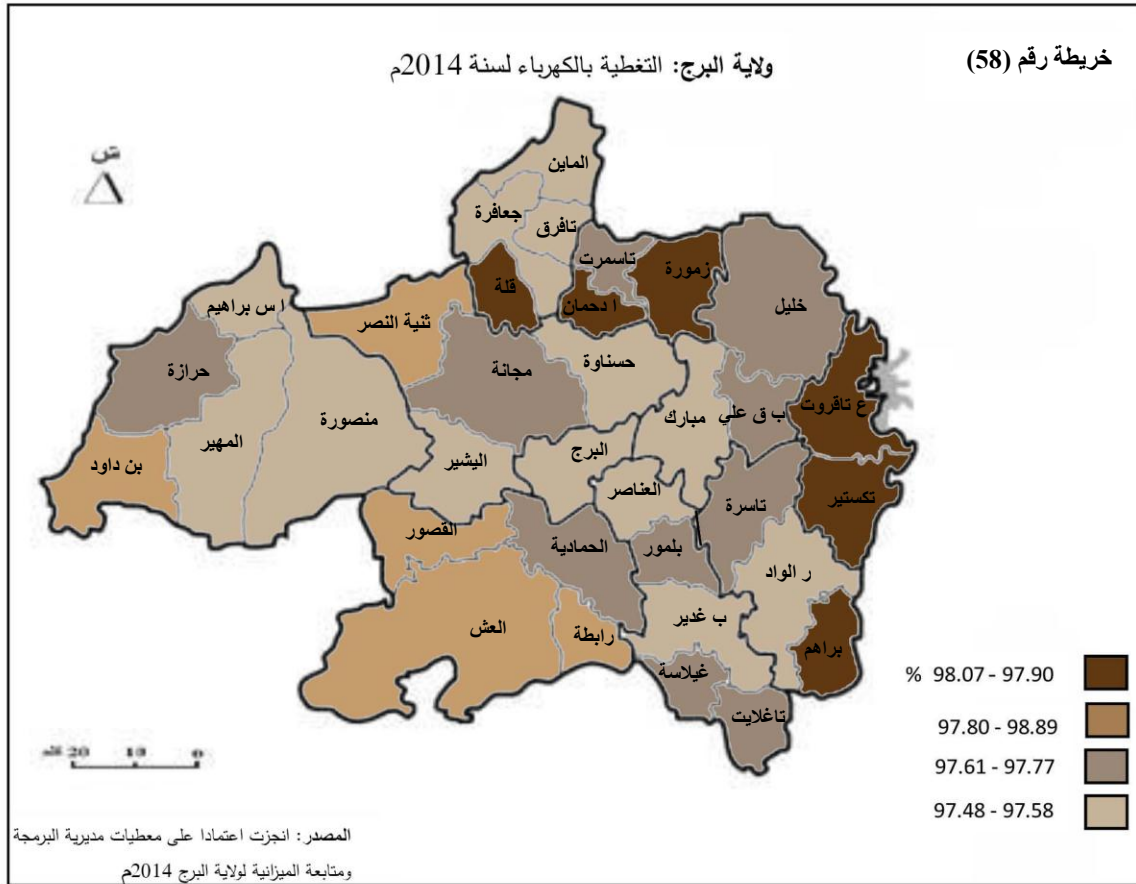 خريطة رقم (58)
ولاية البرج: التغطية بالكهرباء لسنة 2014م
ش
الماين
جعافرة
تافرق
تاسمرت
زمورة
قلة
ا دحمان
خليل
ا س براهيم
ثنية النصر
حسناوة
حرازة
مجانة
ع تاقروت
ب ق علي
مبارك
منصورة
المهير
البرج
بن داود
اليشير
العناصر
تكستير
تاسرة
القصور
الحمادية
بلمور
ر الواد
ب غدير
العش
رابطة
براهم
غيلاسة
تاغلايت
% 98.07 - 97.90
97.80 - 98.89
97.61 - 97.77
97.48 - 97.58
20 10 0
المصدر: انجزت اعتمادا على معطيات مديرية البرمجة
ومتابعة الميزانية لولاية البرج 2014م